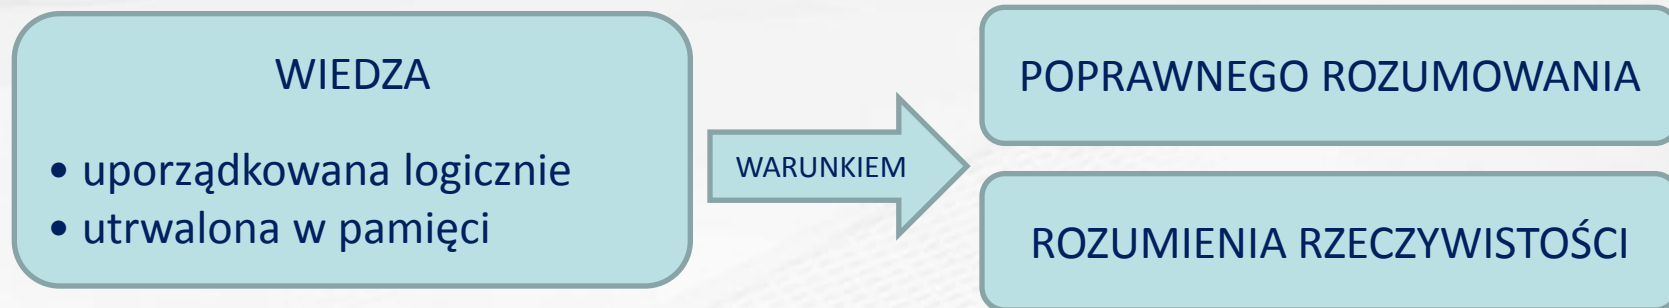 WIEDZA
• uporządkowana logicznie
• utrwalona w pamięci
WARUNKIEM
POPRAWNEGO ROZUMOWANIA
ROZUMIENIA RZECZYWISTOŚCI